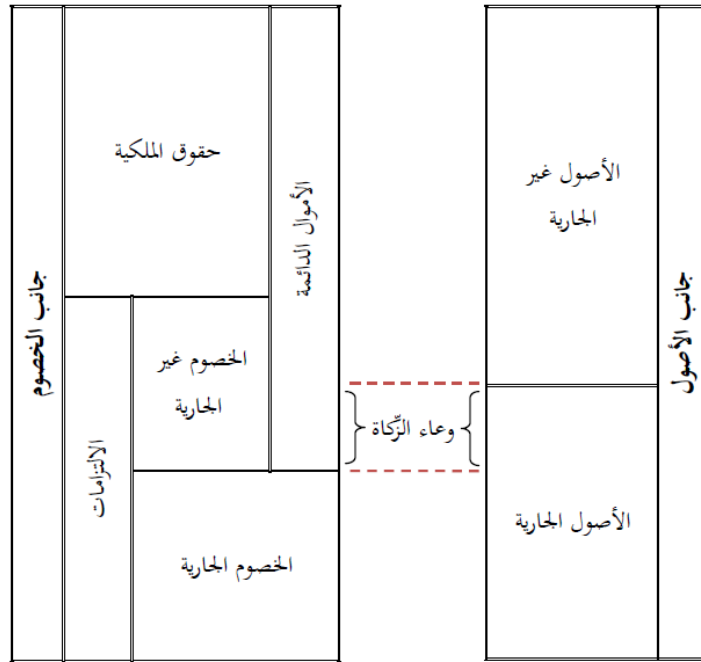 جانب الأصول
الأصول غير
الجارية
الأصول الجارية
وعاء الزّكاة
الأموال الدائمة
حقوق الملكية
الخصوم غير
الجارية
الخصوم الجارية
الالتزامات
جانب الخصوم